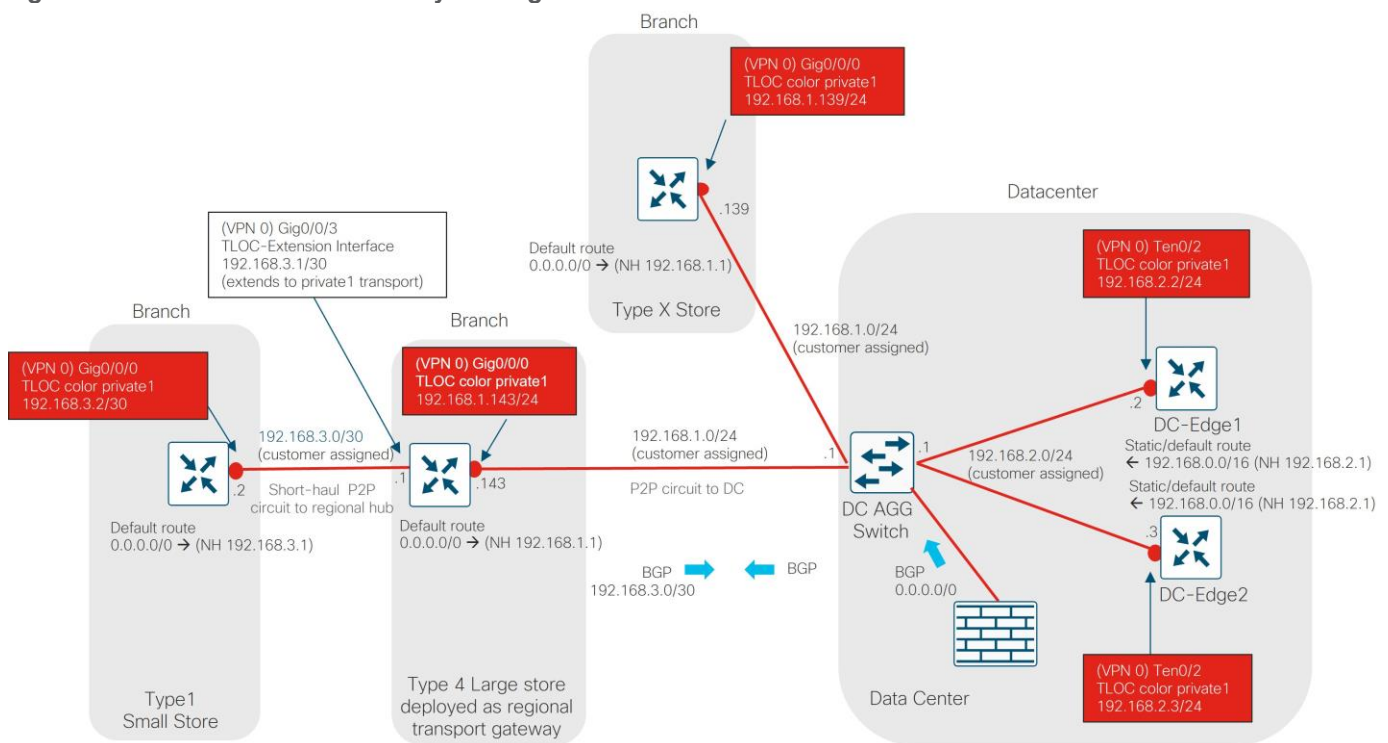 Branch
(VPN 0) Gig0/0/0
TLOC color private1
192.168.1.139/24
.139
Default route
0.0.0.0/0 → (NH 192.168.1.1)
Type X Store
(VPN 0) Gig0/0/3
TLOC-Extension Interface
192.168.3.1/30
(extends to private1 transport)
Branch
(VPN 0) Gig0/0/0
TLOC color private1
192.168.3.2/30
192.168.3.0/30
(customer assigned)
.2
.1
Short-haul P2P
circuit to regional hub
Default route
0.0.0.0/0 → (NH 192.168.3.1)
Type1
Small Store
Branch
(VPN 0) Gig0/0/0
TLOC color private1
192.168.1.143/24
.143
Default route
0.0.0.0/0 → (NH 192.168.1.1)
Type 4 Large store
deployed as regional
transport gateway
192.168.1.0/24
(customer assigned)
192.168.1.0/24
(customer assigned)
P2P circuit to DC
BGP
192.168.3.0/30
BGP
Datacenter
.1
.1
DC AGG
Switch
BGP
0.0.0.0/0
192.168.2.0/24
(customer assigned)
(VPN 0) Ten0/2
TLOC color private1
192.168.2.2/24
.2
DC-Edge1
Static/default route
← 192.168.0.0/16 (NH 192.168.2.1)
Static/default route
← 192.168.0.0/16 (NH 192.168.2.1)
.3
DC-Edge2
(VPN 0) Ten0/2
TLOC color private1
192.168.2.3/24
Data Center